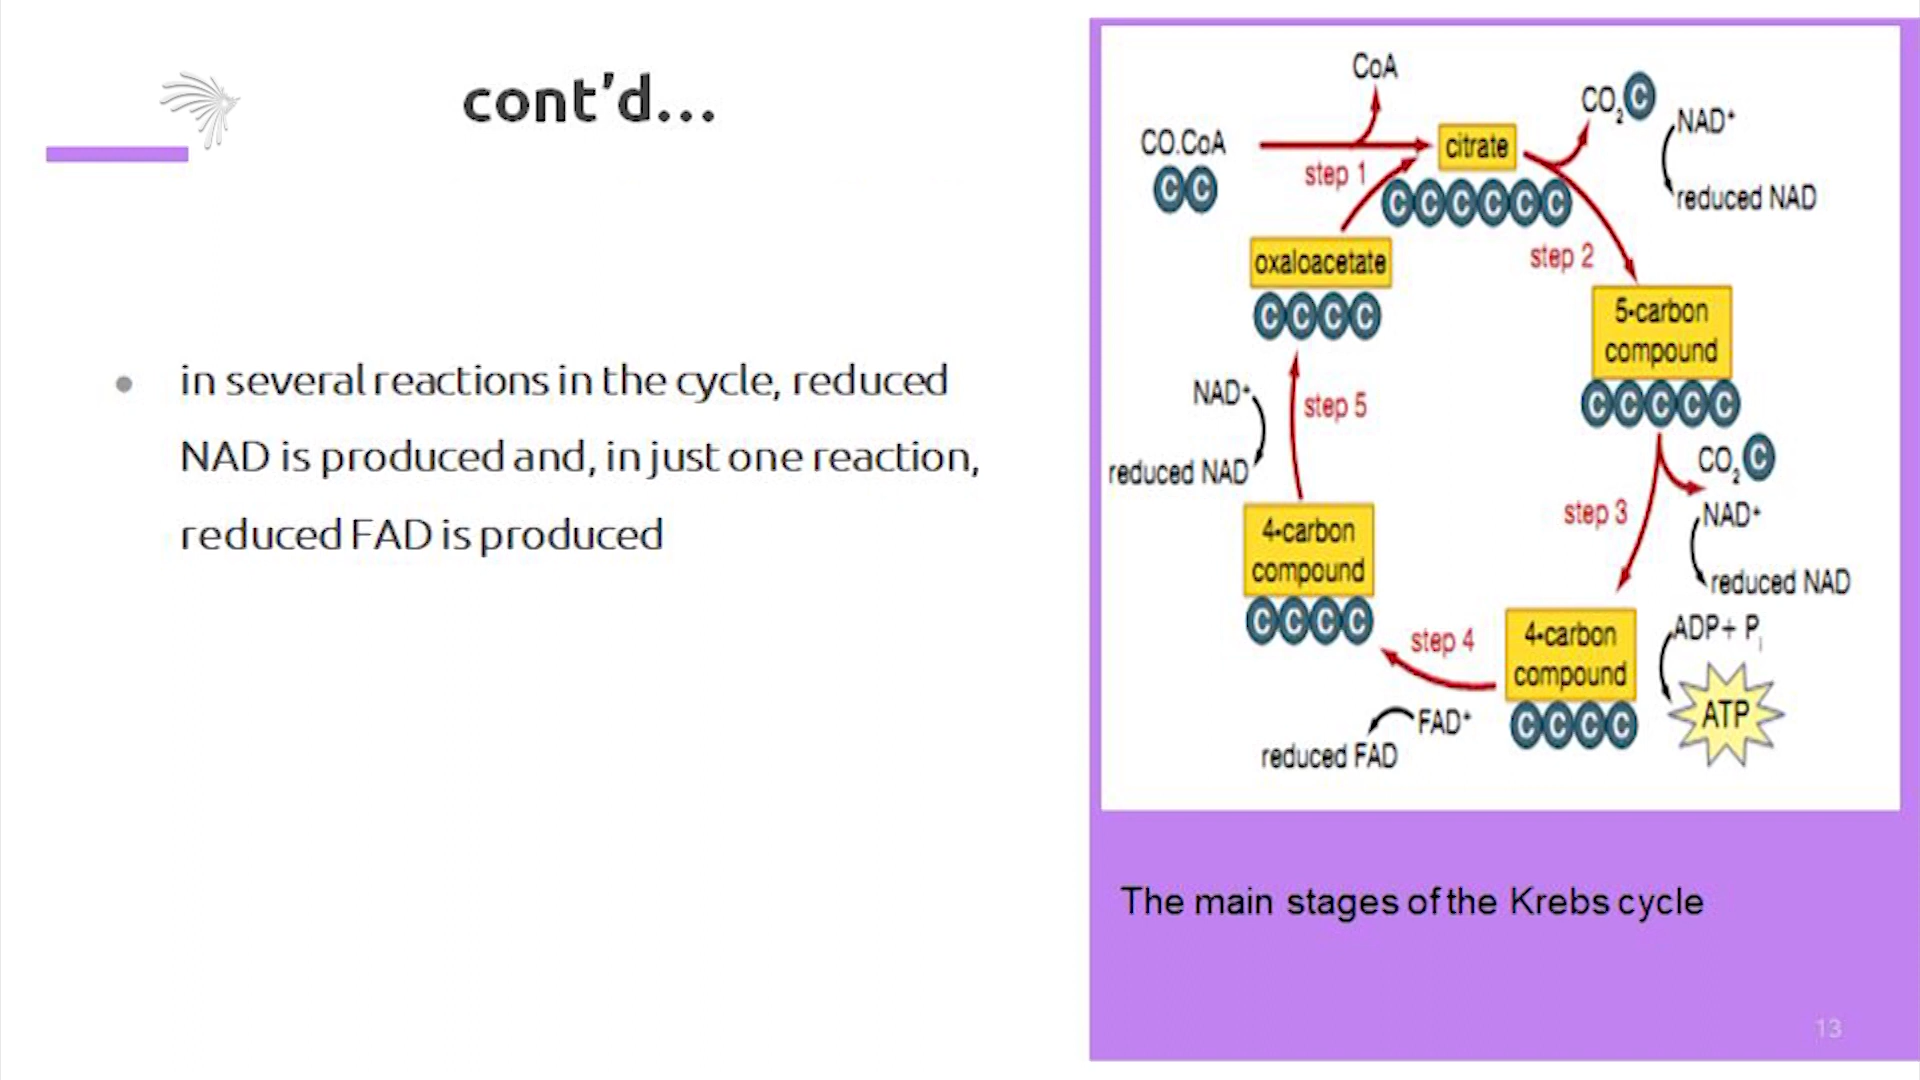 cont'd...
in several reactions in the cycle, reduced
NAD is produced and, in just one reaction,
reduced FAD is produced
CoA
CO₂ C
NAD⁺
CO.CoA
citrate
step 1
C C
C C C C C C
reduced NAD
step 2
oxaloacetate
C C C C
5-carbon
compound
C C C C C
NAD⁺
step 5
reduced NAD
CO₂ C
step 3
NAD⁺
4-carbon
compound
C C C C
reduced NAD
step 4
4-carbon
compound
C C C C
ADP+ Pᵢ
ATP
FAD⁺
reduced FAD
The main stages of the Krebs cycle
13